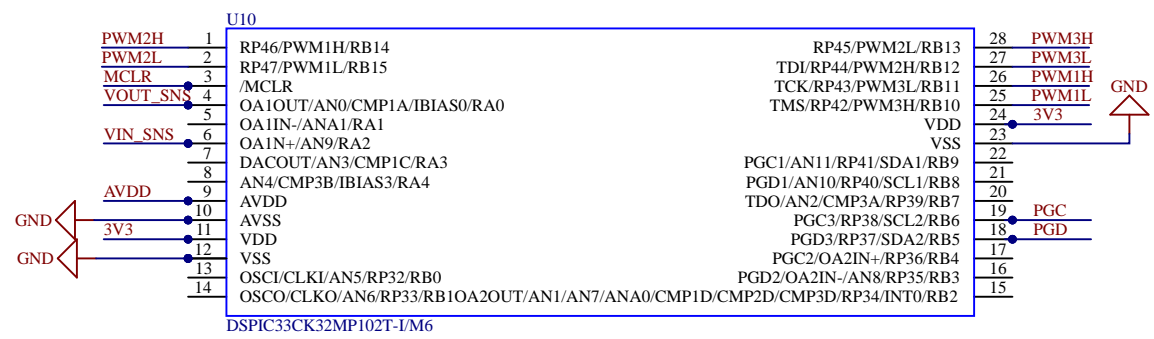 U10
PWM2H 1 RP46/PWM1H/RB14 RP45/PWM2L/RB13 28 PWM3H
PWM2L 2 RP47/PWM1L/RB15 TDI/RP44/PWM2H/RB12 27 PWM3L
MCLR 3 /MCLR TCK/RP43/PWM3L/RB11 26 PWM1H GND
VOUT_SNS 4 OA1OUT/AN0/CMP1A/IBIAS0/RA0 TMS/RP42/PWM3H/RB10 25 PWM1L
5 OA1IN-/ANA1/RA1 VDD 24 3V3
VIN_SNS 6 OA1N+/AN9/RA2 VSS 23
7 DACOUT/AN3/CMP1C/RA3 PGC1/AN11/RP41/SDA1/RB9 22
8 AN4/CMP3B/IBIAS3/RA4 PGD1/AN10/RP40/SCL1/RB8 21
AVDD 9 AVDD TDO/AN2/CMP3A/RP39/RB7 20
GND 10 AVSS PGC3/RP38/SCL2/RB6 19 PGC
3V3 11 VDD PGD3/RP37/SDA2/RB5 18 PGD
GND 12 VSS PGC2/OA2IN+/RP36/RB4 17
13 OSCI/CLKI/AN5/RP32/RB0 PGD2/OA2IN-/AN8/RP35/RB3 16
14 OSCO/CLKO/AN6/RP33/RB1OA2OUT/AN1/AN7/ANA0/CMP1D/CMP2D/CMP3D/RP34/INT0/RB2 15
DSPIC33CK32MP102T-I/M6